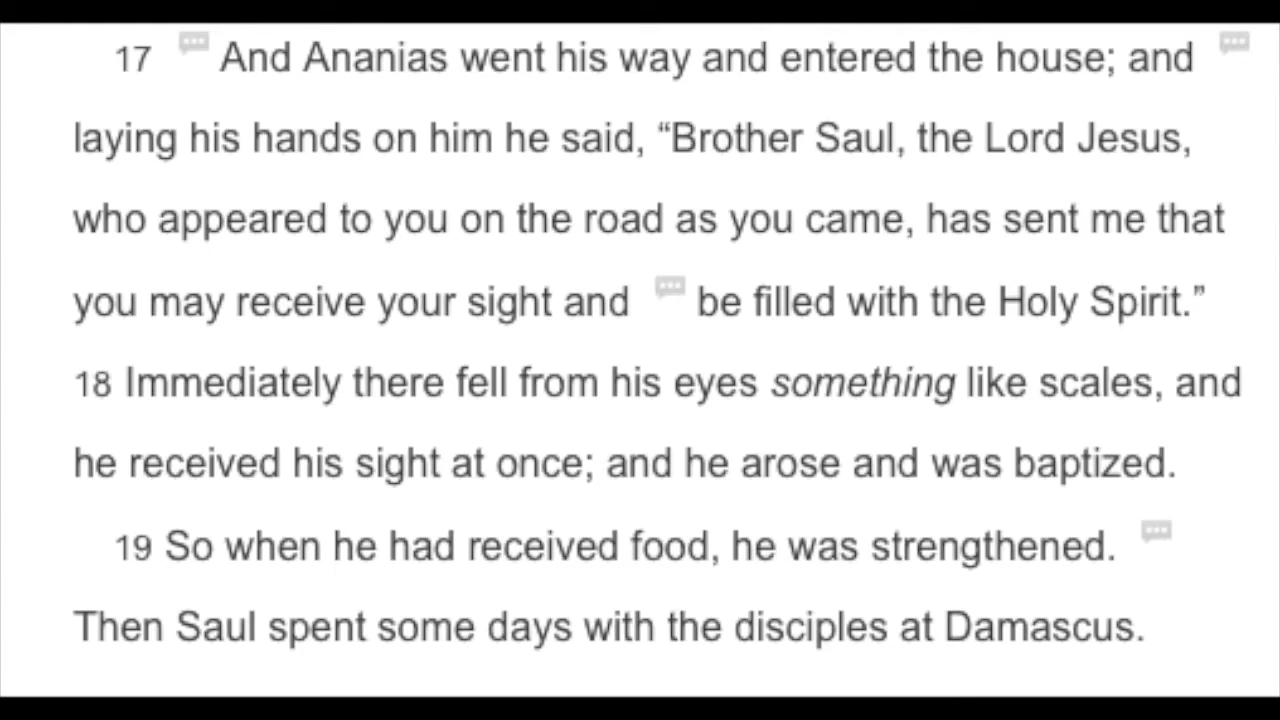 17 And Ananias went his way and entered the house; and
laying his hands on him he said, “Brother Saul, the Lord Jesus,
who appeared to you on the road as you came, has sent me that
you may receive your sight and be filled with the Holy Spirit.”
18 Immediately there fell from his eyes something like scales, and
he received his sight at once; and he arose and was baptized.
19 So when he had received food, he was strengthened.
Then Saul spent some days with the disciples at Damascus.